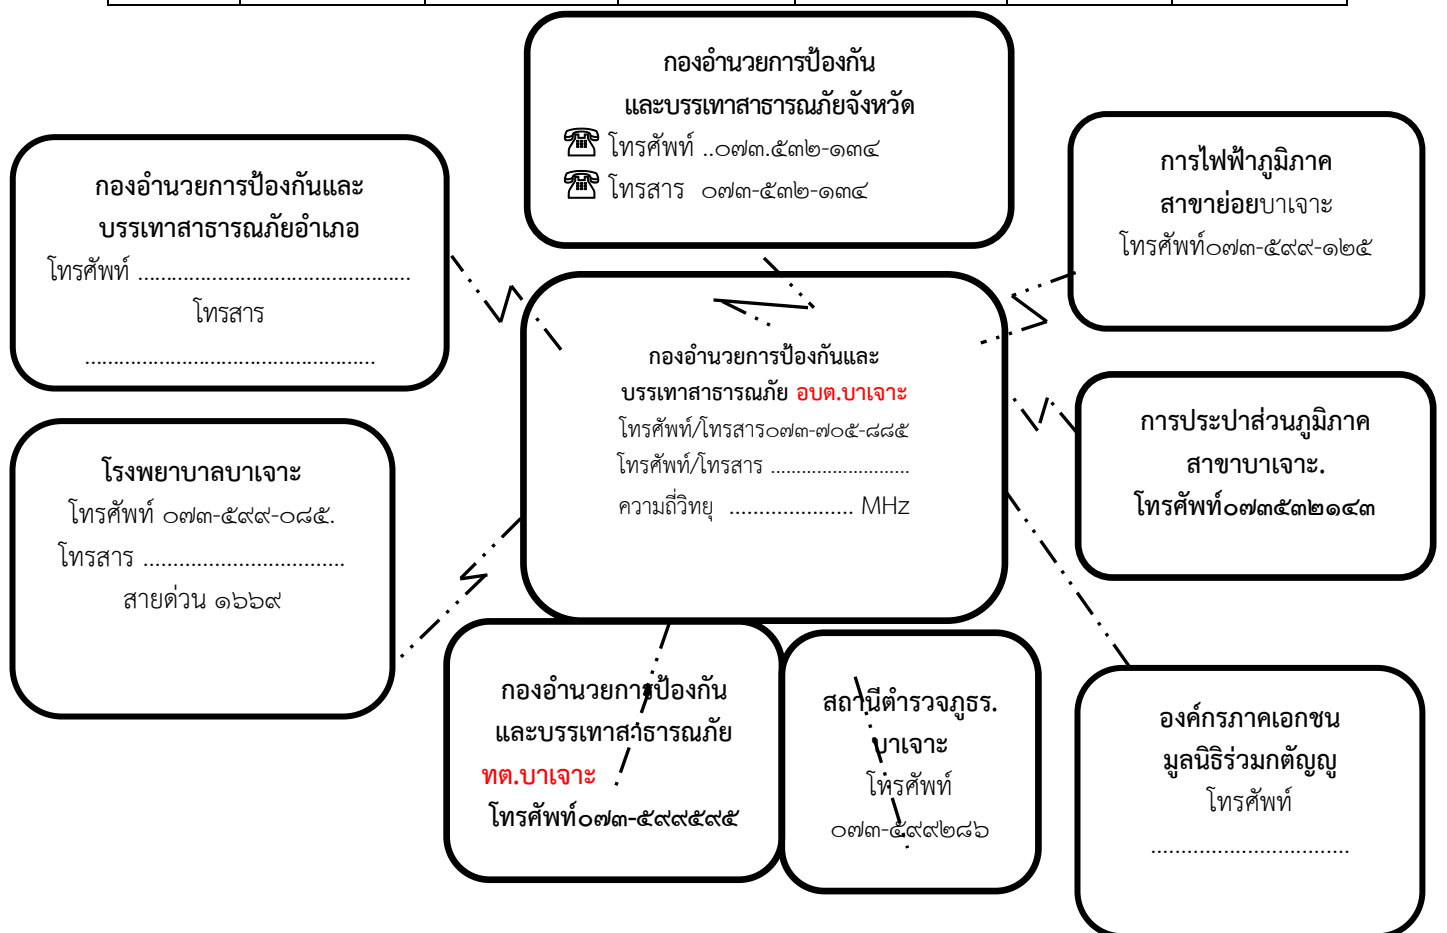 กองอำนวยการป้องกัน
และบรรเทาสาธารณภัยจังหวัด
โทรศัพท์ ..๐๗๓.๕๓๒-๑๓๔
โทรสาร ๐๗๓-๕๓๒-๑๓๔
กองอำนวยการป้องกันและ
บรรเทาสาธารณภัยอำเภอ
โทรศัพท์ ................................................
โทรสาร
...................................................
การไฟฟ้าภูมิภาค
สาขาย่อยบาเจาะ
โทรศัพท์๐๗๓-๕๙๙-๑๒๕
กองอำนวยการป้องกันและ
บรรเทาสาธารณภัย อบต.บาเจาะ
โทรศัพท์/โทรสาร๐๗๓-๗๐๕-๘๘๕
โทรศัพท์/โทรสาร ............................
ความถี่วิทยุ ..................... MHz
การประปาส่วนภูมิภาค
สาขาบาเจาะ.
โทรศัพท์๐๗๓๕๓๒๑๔๓
โรงพยาบาลบาเจาะ
โทรศัพท์ ๐๗๓-๕๙๙-๐๘๕.
โทรสาร ..................................
สายด่วน ๑๖๖๙
กองอำนวยการป้องกัน
และบรรเทาสาธารณภัย
ทต.บาเจาะ
โทรศัพท์๐๗๓-๕๙๙๕๙๕
สถานีตำรวจภูธร.
บาเจาะ
โทรศัพท์
๐๗๓-๕๙๙๒๘๖
องค์กรภาคเอกชน
มูลนิธิร่วมกตัญญู
โทรศัพท์
.................................